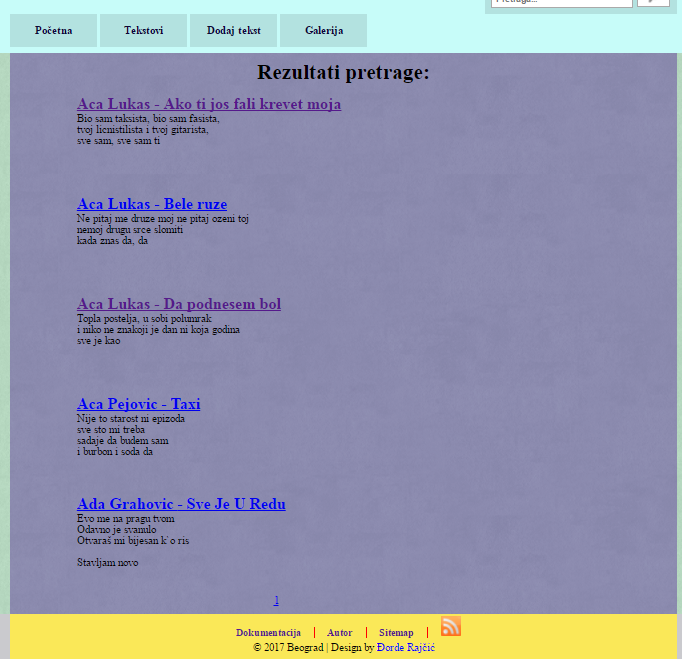 Pretraga...
Početna Tekstovi Dodaj tekst Galerija
Rezultati pretrage:
Aca Lukas - Ako ti jos fali krevet moja
Bio sam taksista, bio sam fasista,
tvoj licnistilista i tvoj gitarista,
sve sam, sve sam ti
Aca Lukas - Bele ruze
Ne pitaj me druze moj ne pitaj ozeni toj
nemoj drugu srce slomiti
kada znas da, da
Aca Lukas - Da podnesem bol
Topla postelja, u sobi polumrak
i niko ne znakoji je dan ni koja godina
sve je kao
Aca Pejovic - Taxi
Nije to starost ni epizoda
sve sto mi treba
sadaje da budem sam
i burbon i soda da
Ada Grahovic - Sve Je U Redu
Evo me na pragu tvom
Odavno je svanulo
Otvaraš mi bijesan k' o ris
Stavljam novo
1
Dokumentacija | Autor | Sitemap |
© 2017 Beograd | Design by Đorđe Rajčić